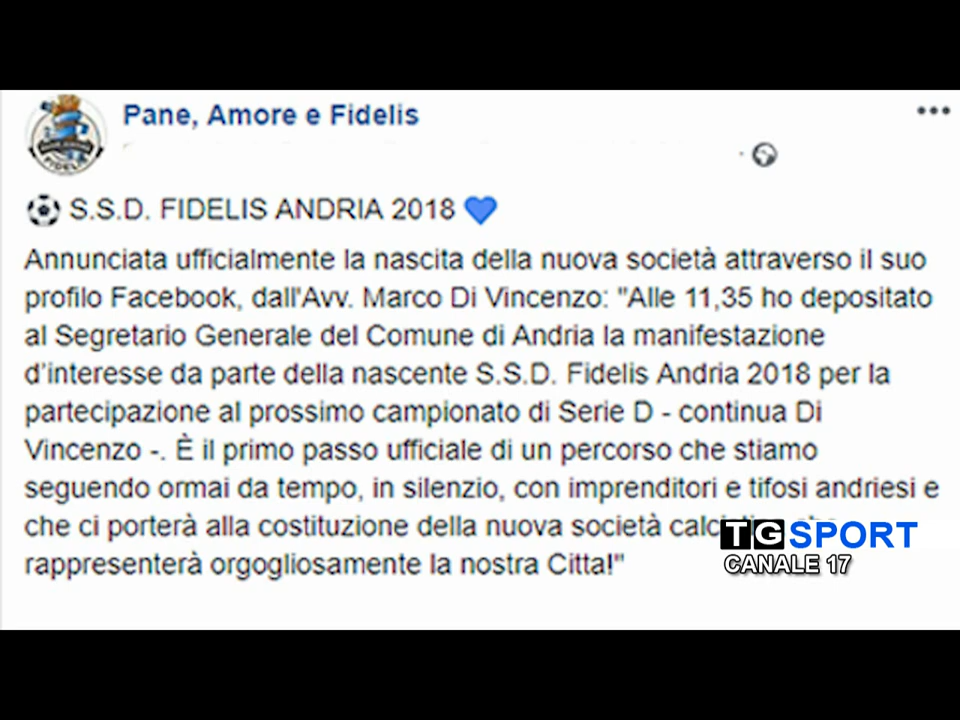 Pane, Amore e Fidelis
S.S.D. FIDELIS ANDRIA 2018
Annunciata ufficialmente la nascita della nuova società attraverso il suo
profilo Facebook, dall'Avv. Marco Di Vincenzo: "Alle 11,35 ho depositato
al Segretario Generale del Comune di Andria la manifestazione
d'interesse da parte della nascente S.S.D. Fidelis Andria 2018 per la
partecipazione al prossimo campionato di Serie D - continua Di
Vincenzo -. È il primo passo ufficiale di un percorso che stiamo
seguendo ormai da tempo, in silenzio, con imprenditori e tifosi andriesi e
che ci porterà alla costituzione della nuova società
rappresenterà orgogliosamente la nostra Citta!"
TG SPORT
CANALE 17